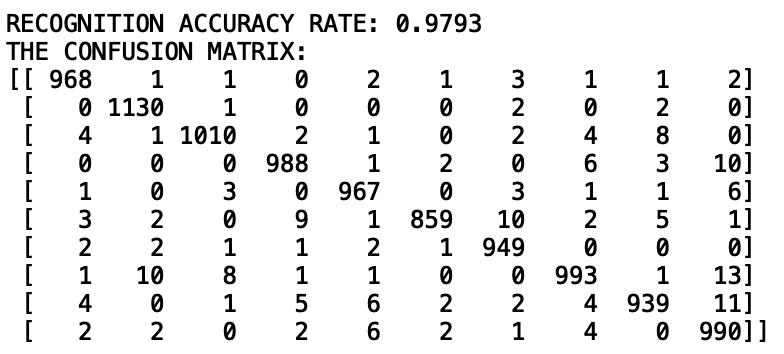 RECOGNITION ACCURACY RATE: 0.9793
THE CONFUSION MATRIX:
[[ 968 1 1 0 2 1 3 1 1 2]
[ 0 1130 1 0 0 0 2 0 2 0]
[ 4 1 1010 2 1 0 2 4 8 0]
[ 0 0 0 988 1 2 0 6 3 10]
[ 1 0 3 0 967 0 3 1 1 6]
[ 3 2 0 9 1 859 10 2 5 1]
[ 2 2 1 1 2 1 949 0 0 0]
[ 1 10 8 1 1 0 0 993 1 13]
[ 4 0 1 5 6 2 2 4 939 11]
[ 2 2 0 2 6 2 1 4 0 990]]